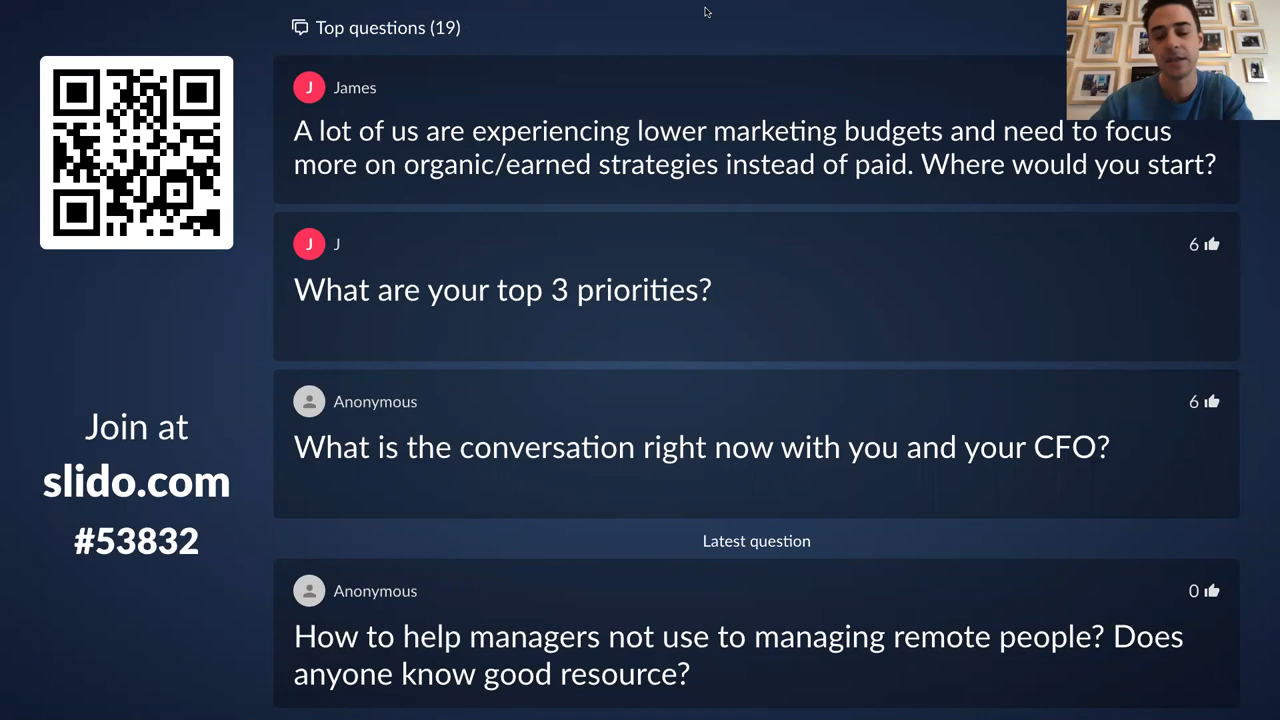 Top questions (19)
J James
A lot of us are experiencing lower marketing budgets and need to focus
more on organic/earned strategies instead of paid. Where would you start?
J J
6
What are your top 3 priorities?
Anonymous
6
What is the conversation right now with you and your CFO?
Latest question
Anonymous
0
How to help managers not use to managing remote people? Does
anyone know good resource?
Join at
slido.com
#53832